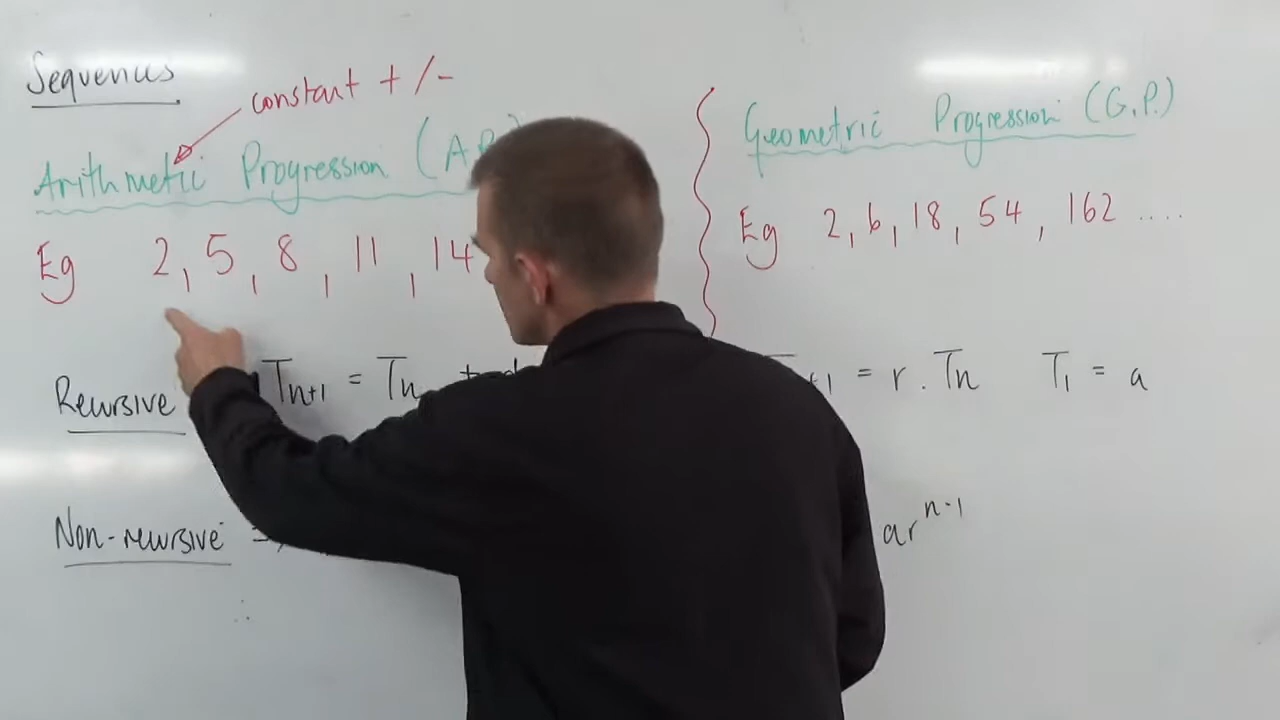 Sequences
constant + / -
Arithmetic Progression (A.P.)
Eg 2, 5, 8, 11, 14
Recursive Tn+1 = Tn + d
Non-recursive
Geometric Progression (G.P.)
Eg 2, 6, 18, 54, 162 ....
+1 = r . Tn T1 = a
ar^n-1